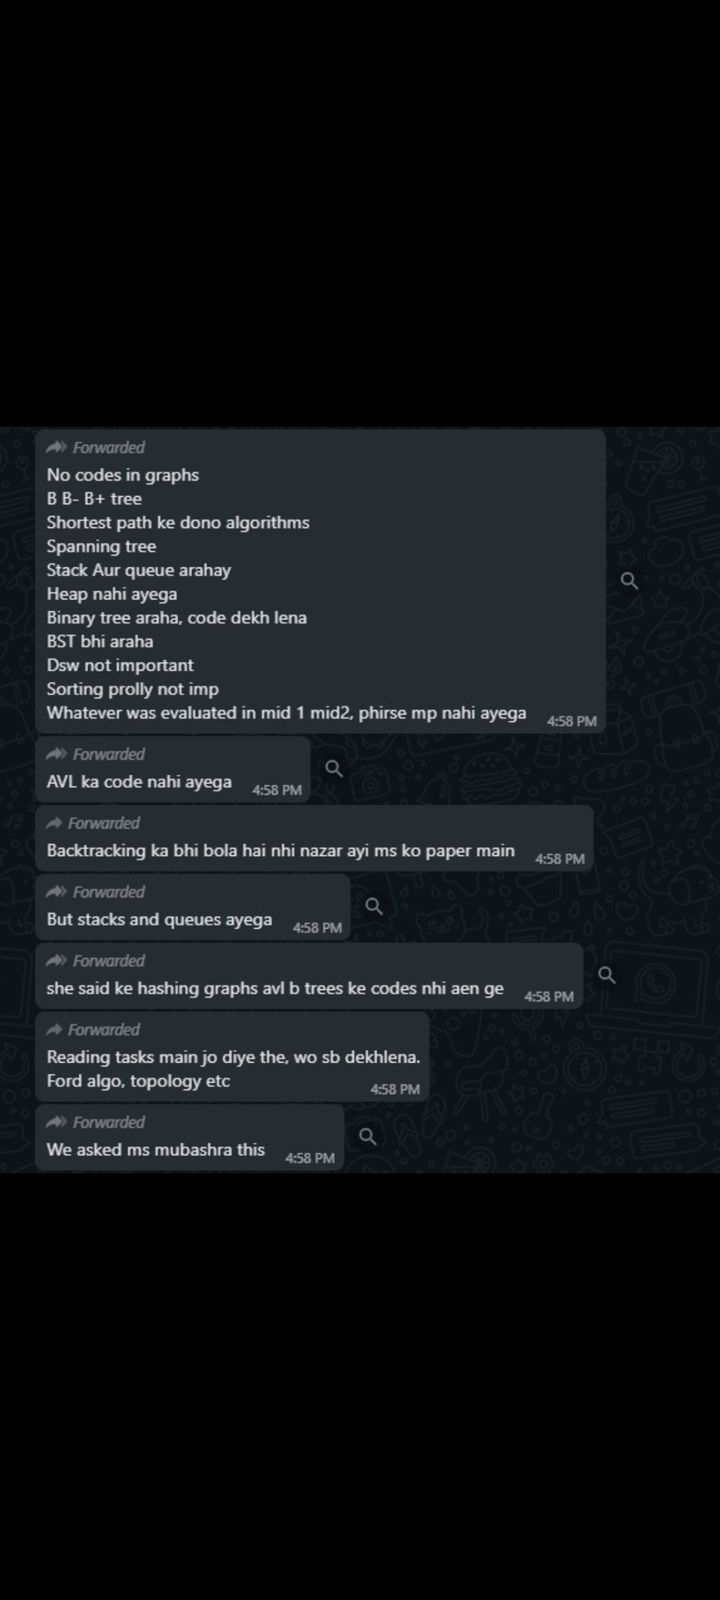 Forwarded
No codes in graphs
B B- B+ tree
Shortest path ke dono algorithms
Spanning tree
Stack Aur queue arahay
Heap nahi ayega
Binary tree araha, code dekh lena
BST bhi araha
Dsw not important
Sorting prolly not imp
Whatever was evaluated in mid 1 mid2, phirse mp nahi ayega 4:58 PM
Forwarded
AVL ka code nahi ayega 4:58 PM
Forwarded
Backtracking ka bhi bola hai nhi nazar ayi ms ko paper main 4:58 PM
Forwarded
But stacks and queues ayega 4:58 PM
Forwarded
she said ke hashing graphs avl b trees ke codes nhi aen ge 4:58 PM
Forwarded
Reading tasks main jo diye the, wo sb dekhlena.
Ford algo, topology etc 4:58 PM
Forwarded
We asked ms mubashra this 4:58 PM